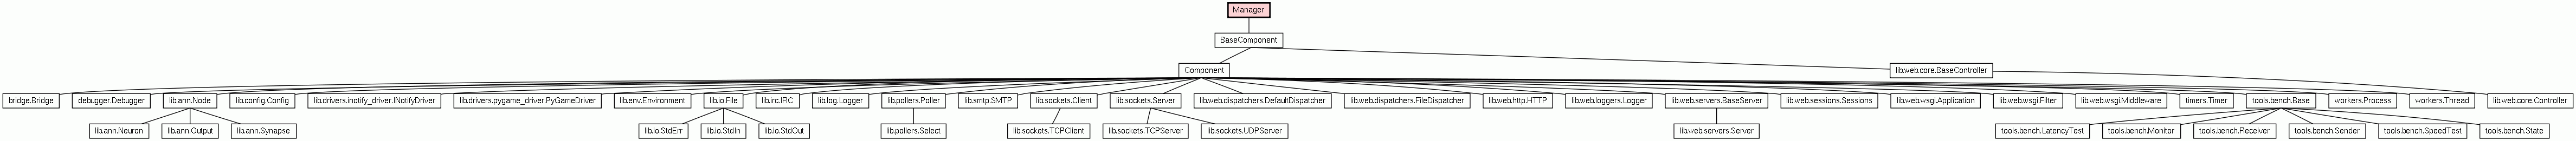 Manager
BaseComponent
Component
lib.web.core.BaseController
bridge.Bridge
debugger.Debugger
lib.ann.Node
lib.config.Config
lib.drivers.inotify_driver.INotifyDriver
lib.drivers.pygame_driver.PyGameDriver
lib.env.Environment
lib.io.File
lib.irc.IRC
lib.log.Logger
lib.pollers.Poller
lib.smtp.SMTP
lib.sockets.Client
lib.sockets.Server
lib.web.dispatchers.DefaultDispatcher
lib.web.dispatchers.FileDispatcher
lib.web.http.HTTP
lib.web.loggers.Logger
lib.web.servers.BaseServer
lib.web.sessions.Sessions
lib.web.wsgi.Application
lib.web.wsgi.Filter
lib.web.wsgi.Middleware
timers.Timer
tools.bench.Base
workers.Process
workers.Thread
lib.web.core.Controller
lib.ann.Neuron
lib.ann.Output
lib.ann.Synapse
lib.io.StdErr
lib.io.StdIn
lib.io.StdOut
lib.pollers.Select
lib.sockets.TCPClient
lib.sockets.TCPServer
lib.sockets.UDPServer
lib.web.servers.Server
tools.bench.LatencyTest
tools.bench.Monitor
tools.bench.Receiver
tools.bench.Sender
tools.bench.SpeedTest
tools.bench.State